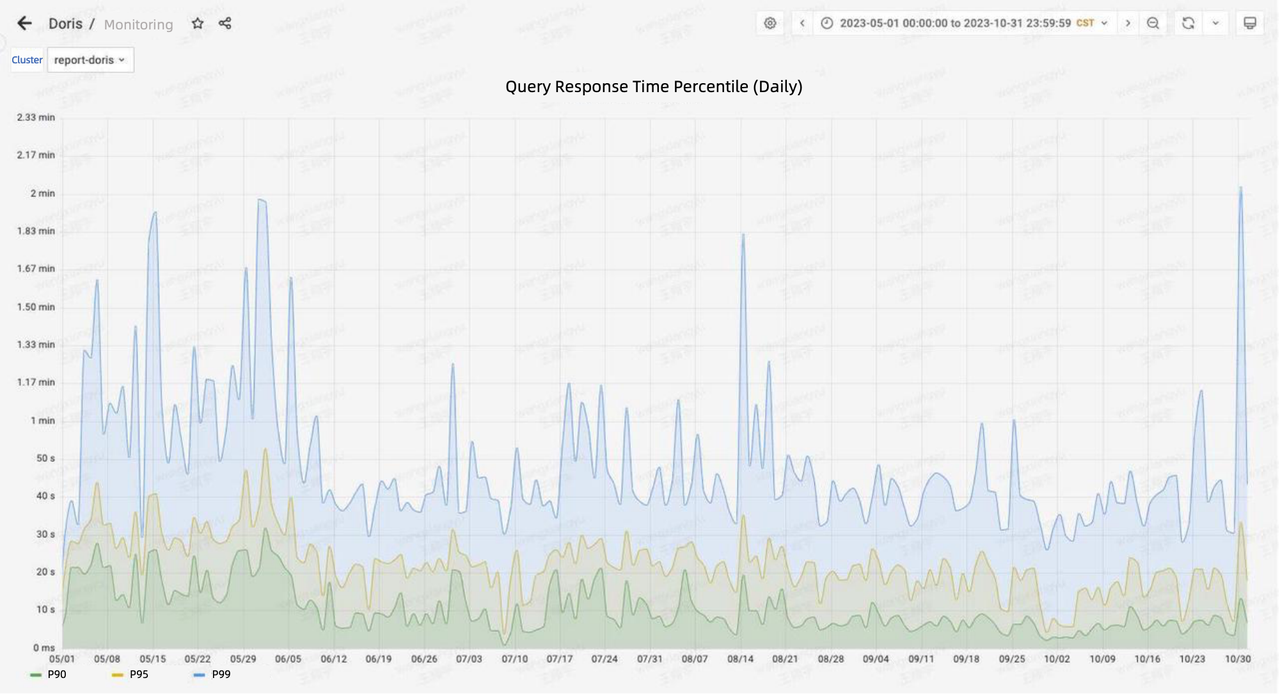 Doris / Monitoring
2023-05-01 00:00:00 to 2023-10-31 23:59:59 CST
Cluster report-doris
Query Response Time Percentile (Daily)
2.33 min
2.17 min
2 min
1.83 min
1.67 min
1.50 min
1.33 min
1.17 min
1 min
50 s
40 s
30 s
20 s
10 s
0 ms
05/01 05/08 05/15 05/22 05/29 06/05 06/12 06/19 06/26 07/03 07/10 07/17 07/24 07/31 08/07 08/14 08/21 08/28 09/04 09/11 09/18 09/25 10/02 10/09 10/16 10/23 10/30
P90 P95 P99